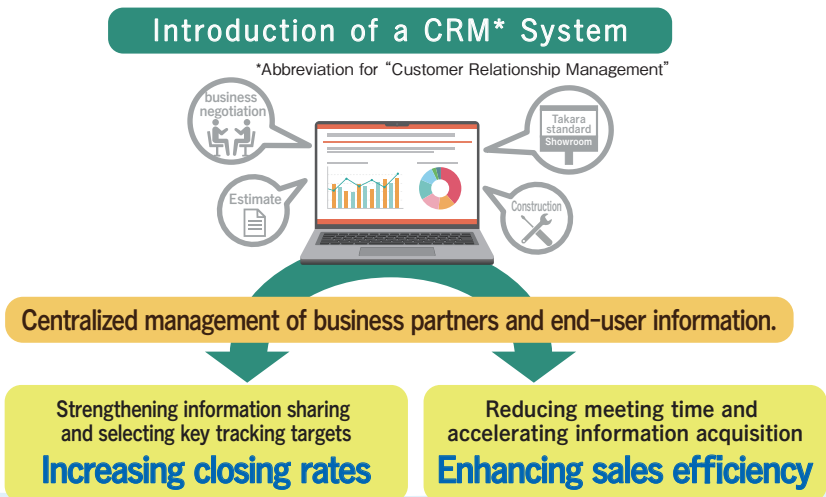 Introduction of a CRM* System
*Abbreviation for “Customer Relationship Management”
business
negotiation
Takara
standard
Showroom
Estimate
Construction
Centralized management of business partners and end-user information.
Strengthening information sharing
and selecting key tracking targets
Increasing closing rates
Reducing meeting time and
accelerating information acquisition
Enhancing sales efficiency